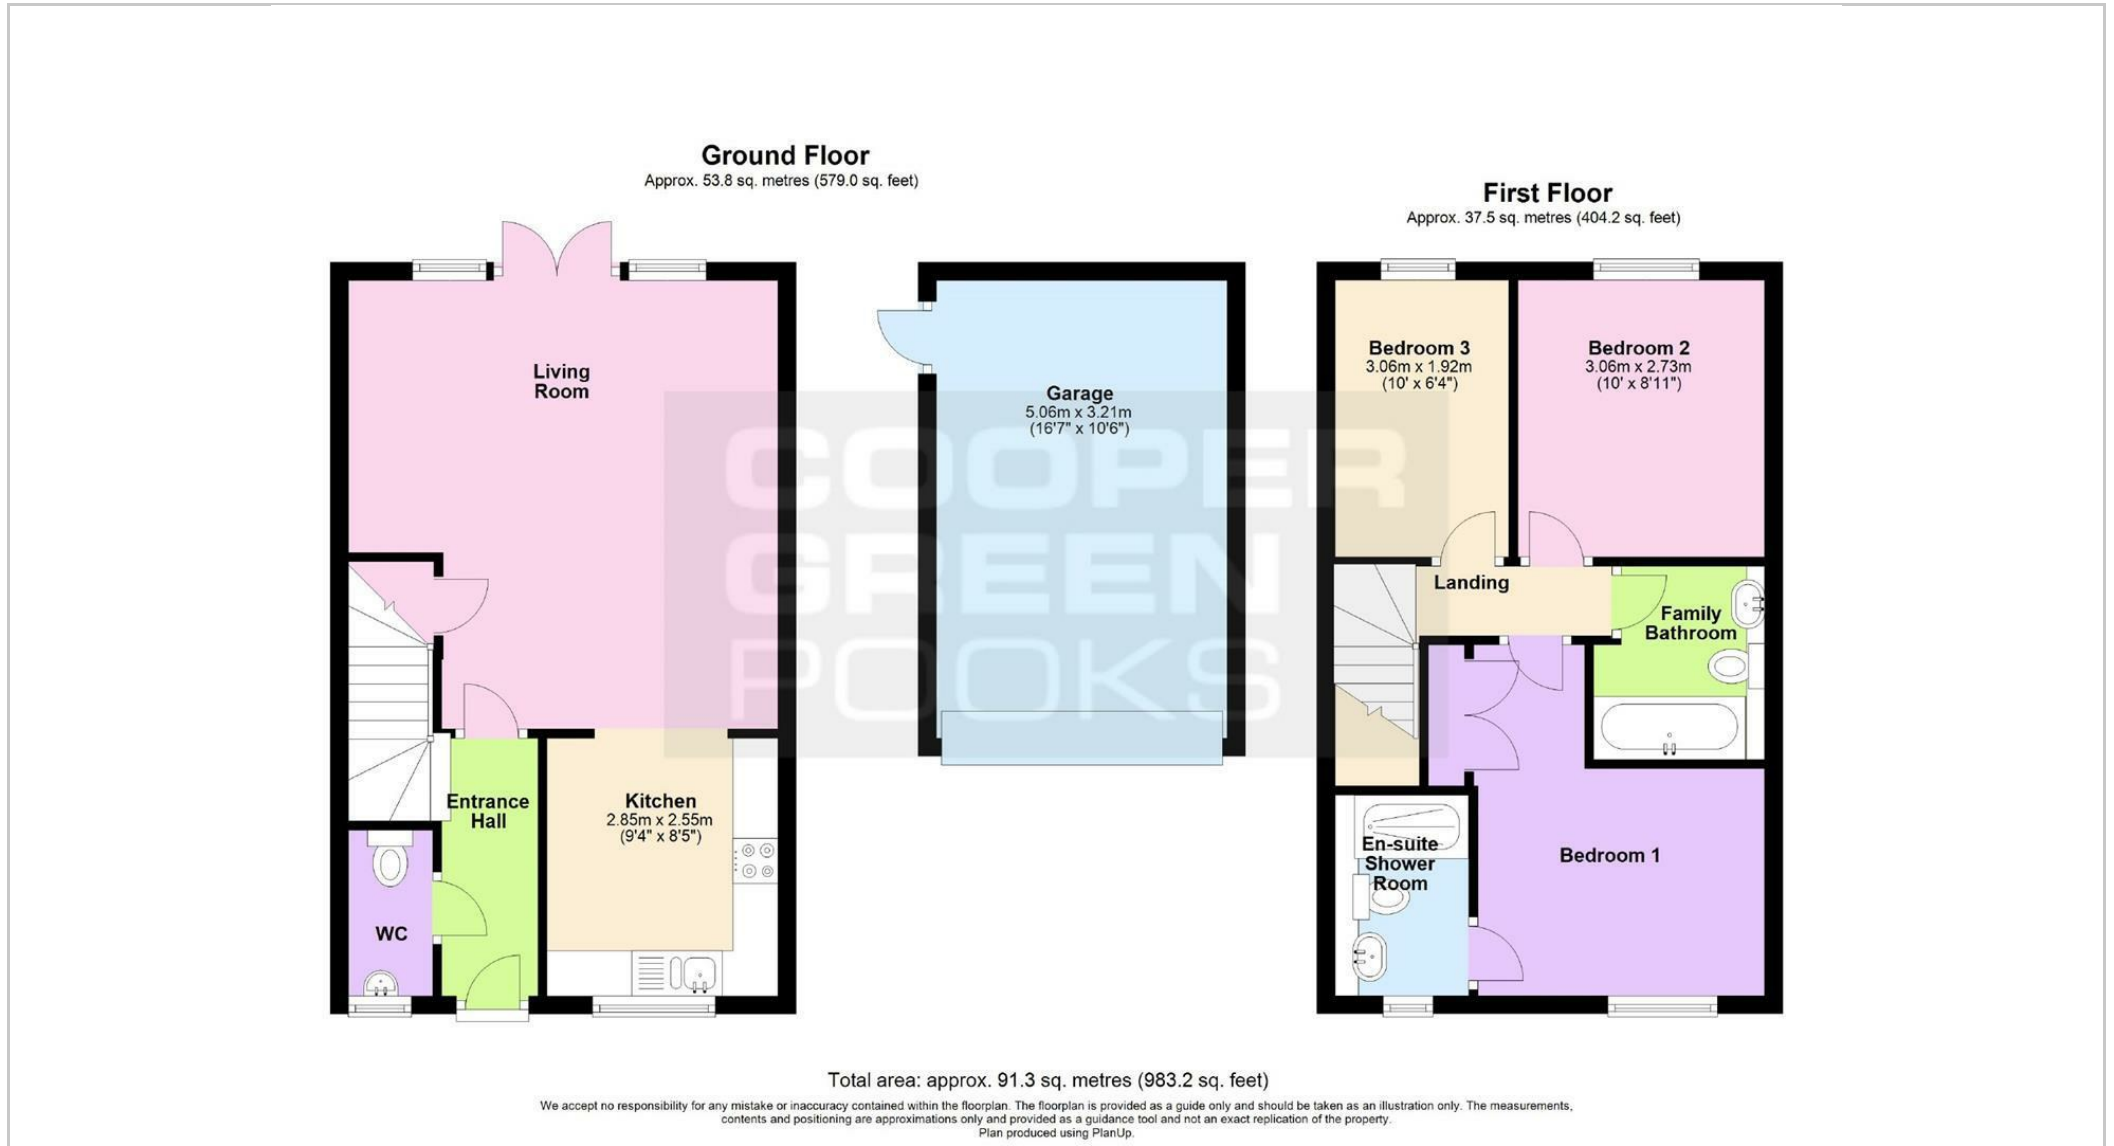 Ground Floor
Approx. 53.8 sq. metres (579.0 sq. feet)
First Floor
Approx. 37.5 sq. metres (404.2 sq. feet)
Living
Room
Garage
5.06m x 3.21m
(16'7" x 10'6")
Bedroom 3
3.06m x 1.92m
(10' x 6'4")
Bedroom 2
3.06m x 2.73m
(10' x 8'11")
COOPER
GREEN
POOKS
Landing
Family
Bathroom
Entrance
Hall
Kitchen
2.85m x 2.55m
(9'4" x 8'5")
WC
En-suite
Shower
Room
Bedroom 1
Total area: approx. 91.3 sq. metres (983.2 sq. feet)
We accept no responsibility for any mistake or inaccuracy contained within the floorplan. The floorplan is provided as a guide only and should be taken as an illustration only. The measurements,
contents and positioning are approximations only and provided as a guidance tool and not an exact replication of the property.
Plan produced using PlanUp.